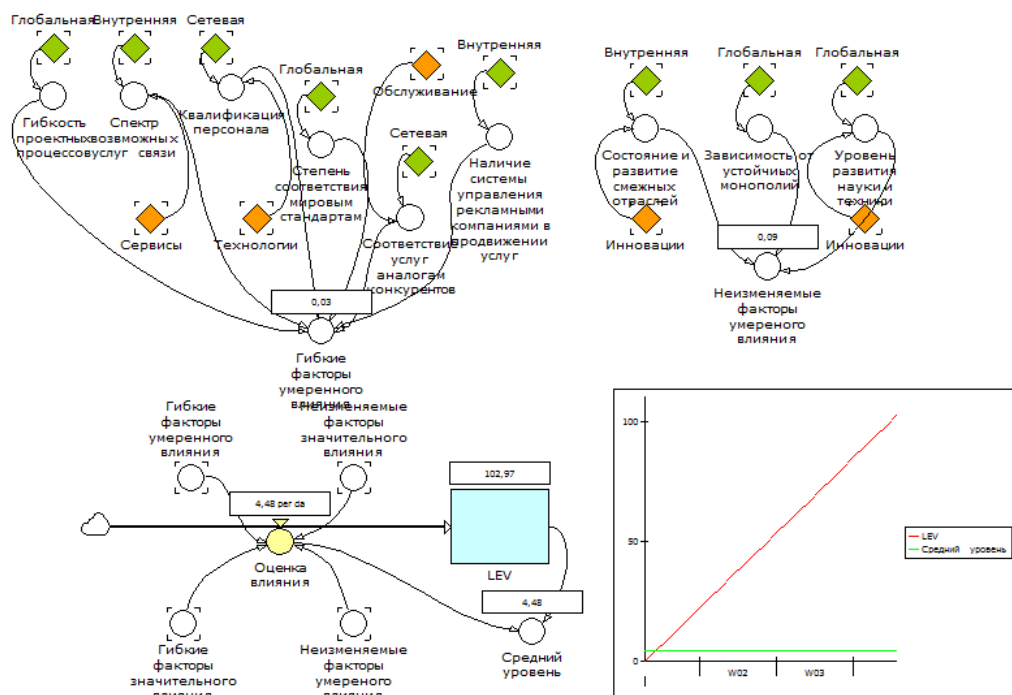 Глобальная
Внутренняя
Сетевая
Глобальная
Обслуживание
Внутренняя
Гибкость
проектных
процессов
Спектр
возможных
услуг связи
Квалификация
персонала
Степень
соответствия
мировым
стандартам
Сетевая
Наличие
системы
управления
рекламными
компаниями в
продвижении
услуг
Сервисы
Технологии
Соответствие
услуг
аналогам
конкурентов
0,03
Гибкие
факторы
умеренного
влияния
Внутренняя
Глобальная
Глобальная
Состояние и
развитие
смежных
отраслей
Зависимость от
устойчиых
монополий
Уровень
развития
науки и
техники
Инновации
0,09
Инновации
Неизменяемые
факторы
умереного
влияния
Гибкие
факторы
умеренного
влияния
Неизменяемые
факторы
значительного
влияния
4,48 per da
102,97
Оценка
влияния
LEV
4,48
Гибкие
факторы
значительного
влияния
Неизменяемые
факторы
умереного
влияния
Средний
уровень
100
50
0
W02
W03
LEV
Средний уровень